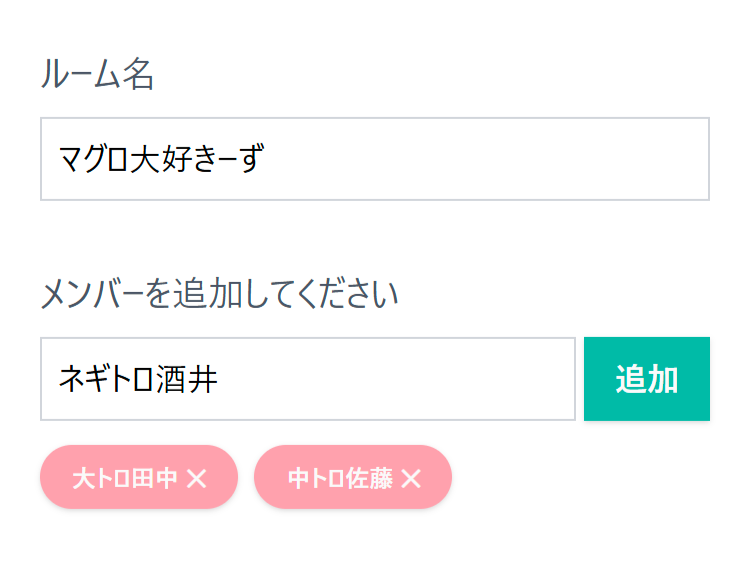 ルーム名
マグロ大好きーず
メンバーを追加してください
ネギトロ酒井 追加
大トロ田中 × 中トロ佐藤 ×